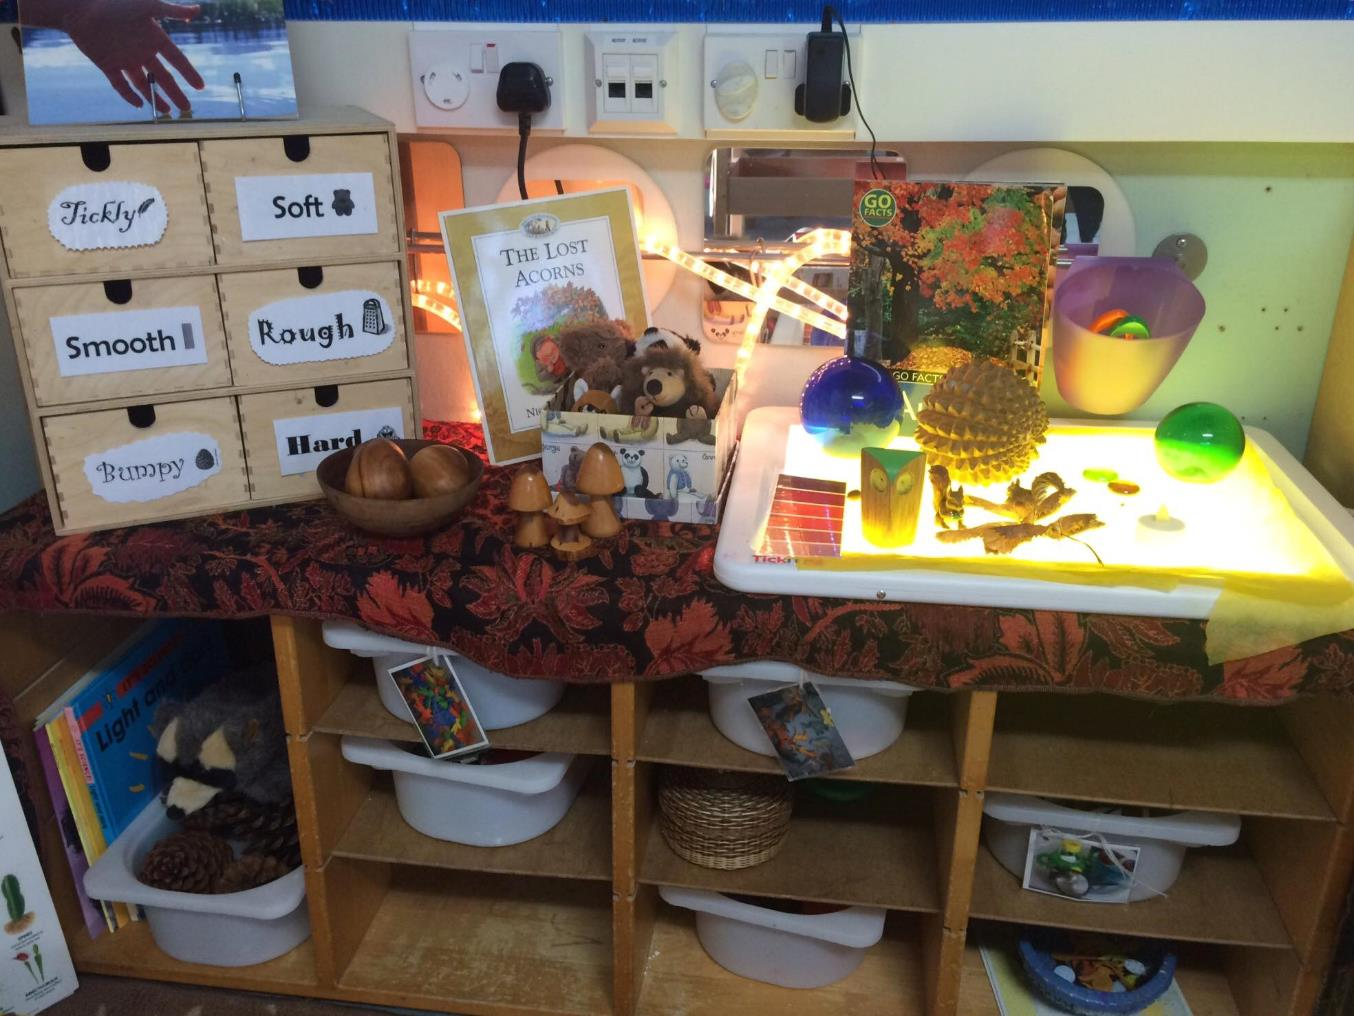 Tickly
Soft
Smooth
Rough
Bumpy
Hard
THE LOST
ACORNS
GO
FACTS
GO FACTS
Light and